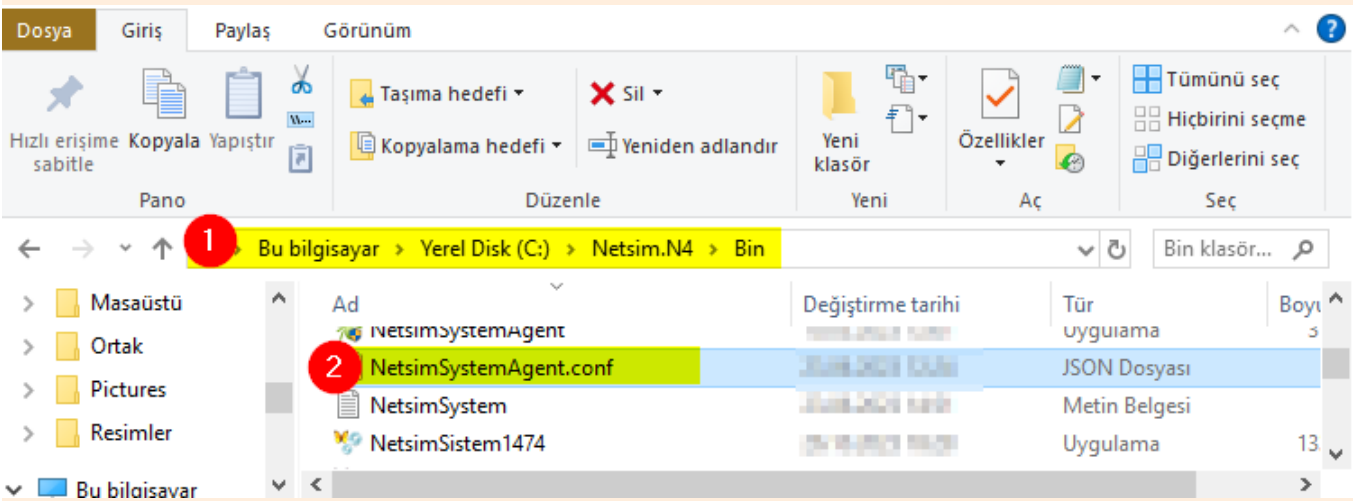 Dosya Giriş Paylaş Görünüm
Hızlı erişime sabitle
Kopyala
Yapıştır
Pano
Taşıma hedefi
Kopyalama hedefi
Sil
Yeniden adlandır
Düzenle
Yeni klasör
Yeni
Özellikler
Aç
Tümünü seç
Hiçbirini seçme
Diğerlerini seç
Seç
1
Bu bilgisayar > Yerel Disk (C:) > Netsim.N4 > Bin
Bin klasör...
Masaüstü
Ortak
Pictures
Resimler
Bu bilgisayar
Ad Değiştirme tarihi Tür Boyu
NetsimSystemAgent Uygulama 3
2 NetsimSystemAgent.conf JSON Dosyası
NetsimSystem Metin Belgesi
NetsimSistem1474 Uygulama 13